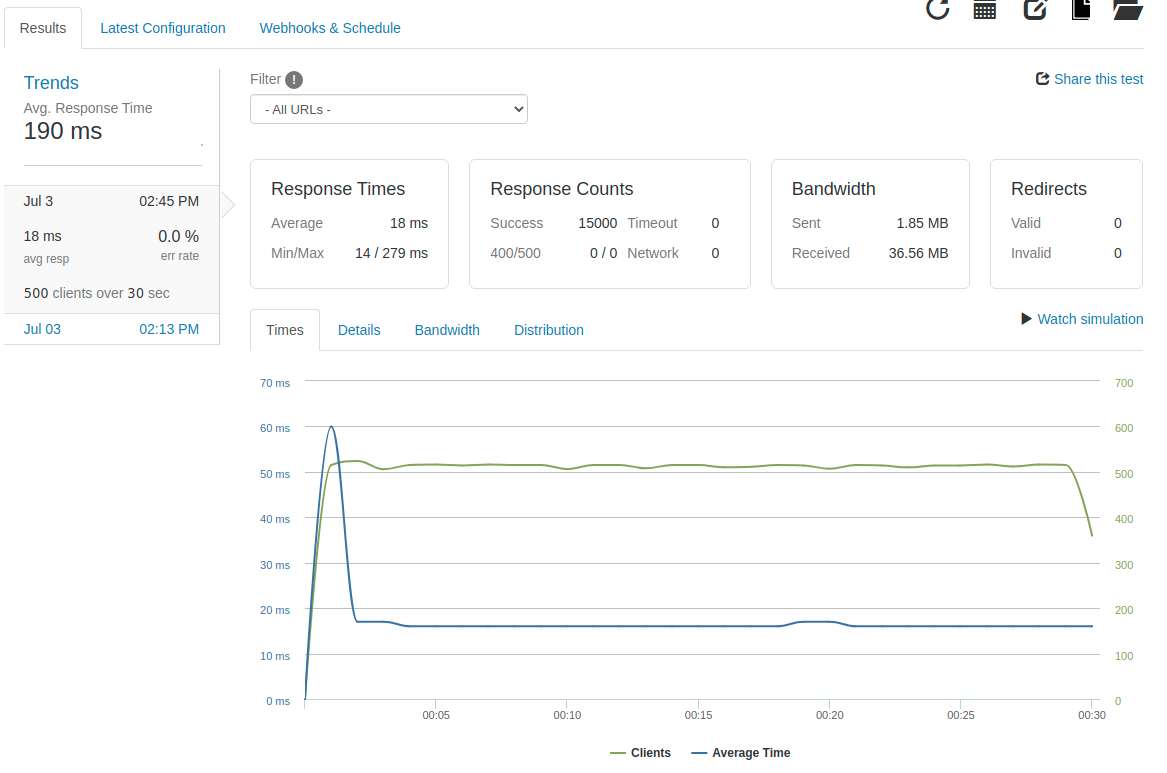 Results Latest Configuration Webhooks & Schedule
Trends
Avg. Response Time
190 ms
Jul 3 02:45 PM
18 ms 0.0 %
avg resp err rate
500 clients over 30 sec
Jul 03 02:13 PM
Filter !
- All URLs -
Share this test
Response Times
Average 18 ms
Min/Max 14 / 279 ms
Response Counts
Success 15000 Timeout 0
400/500 0 / 0 Network 0
Bandwidth
Sent 1.85 MB
Received 36.56 MB
Redirects
Valid 0
Invalid 0
Times Details Bandwidth Distribution
Watch simulation
70 ms 700
60 ms 600
50 ms 500
40 ms 400
30 ms 300
20 ms 200
10 ms 100
0 ms 0
00:05 00:10 00:15 00:20 00:25 00:30
Clients Average Time